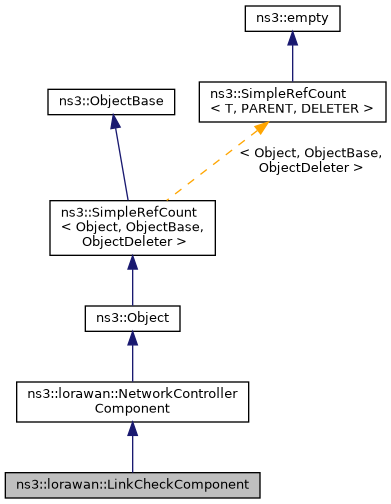 ns3::empty
ns3::SimpleRefCount
< T, PARENT, DELETER >
ns3::ObjectBase
< Object, ObjectBase,
ObjectDeleter >
ns3::SimpleRefCount
< Object, ObjectBase,
ObjectDeleter >
ns3::Object
ns3::lorawan::NetworkController
Component
ns3::lorawan::LinkCheckComponent